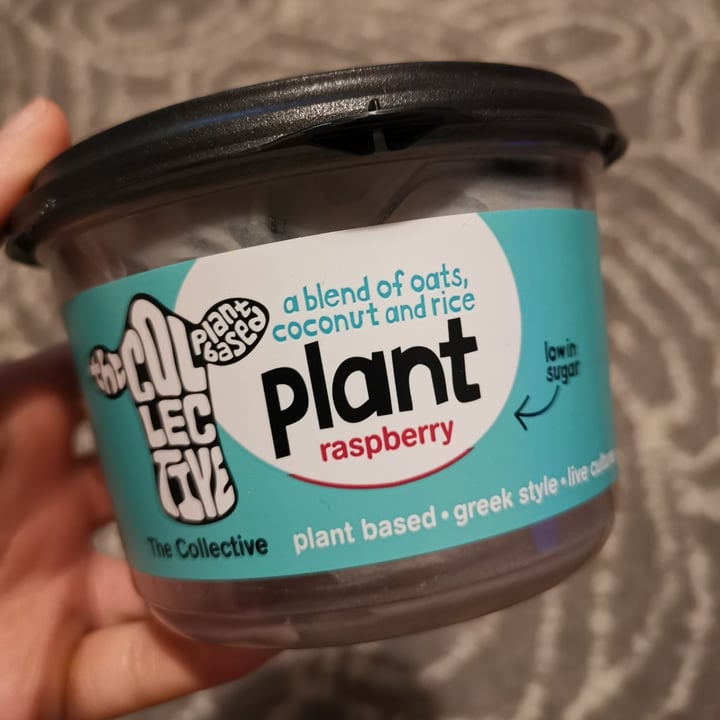 the
COL
LEC
TIVE
plant
based
The Collective
a blend of oats,
coconut and rice
plant
raspberry
low in
sugar
plant based • greek style • live